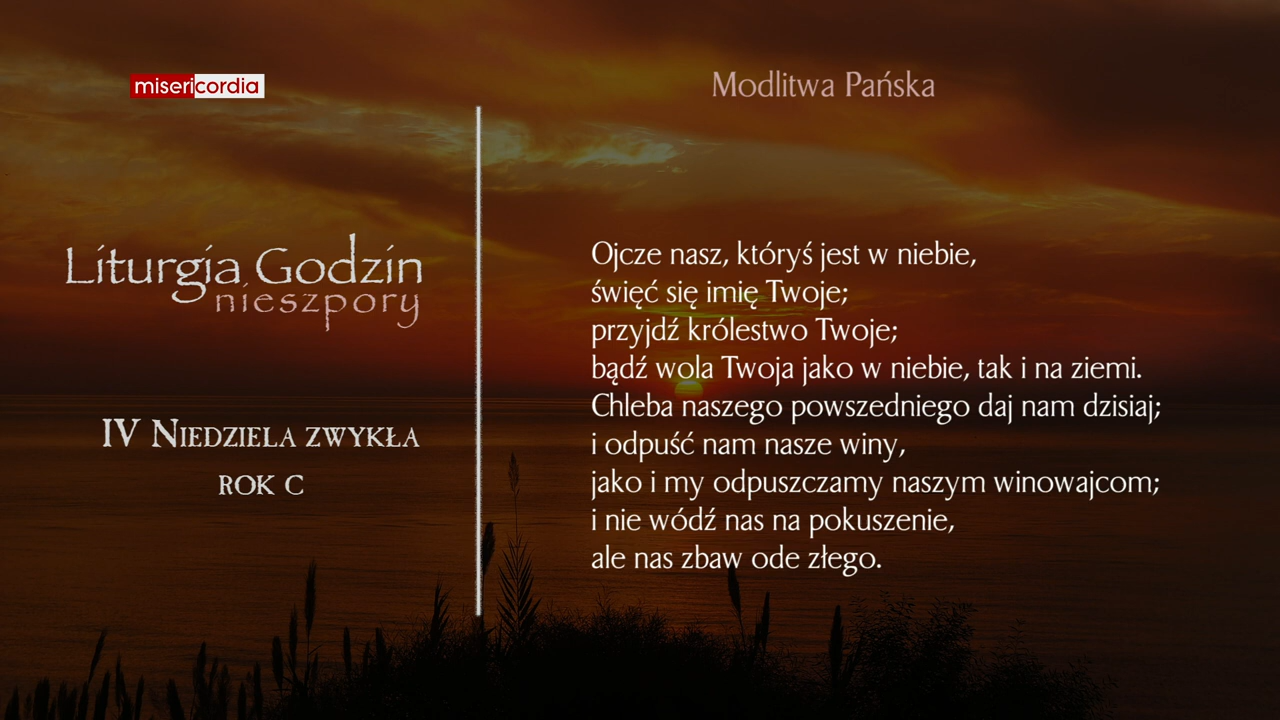 misericordia
Liturgia Godzin
nieszpory
IV Niedziela zwykła
rok C
Modlitwa Pańska
Ojcze nasz, któryś jest w niebie,
święć się imię Twoje;
przyjdź królestwo Twoje;
bądź wola Twoja jako w niebie, tak i na ziemi.
Chleba naszego powszedniego daj nam dzisiaj;
i odpuść nam nasze winy,
jako i my odpuszczamy naszym winowajcom;
i nie wódź nas na pokuszenie,
ale nas zbaw ode złego.